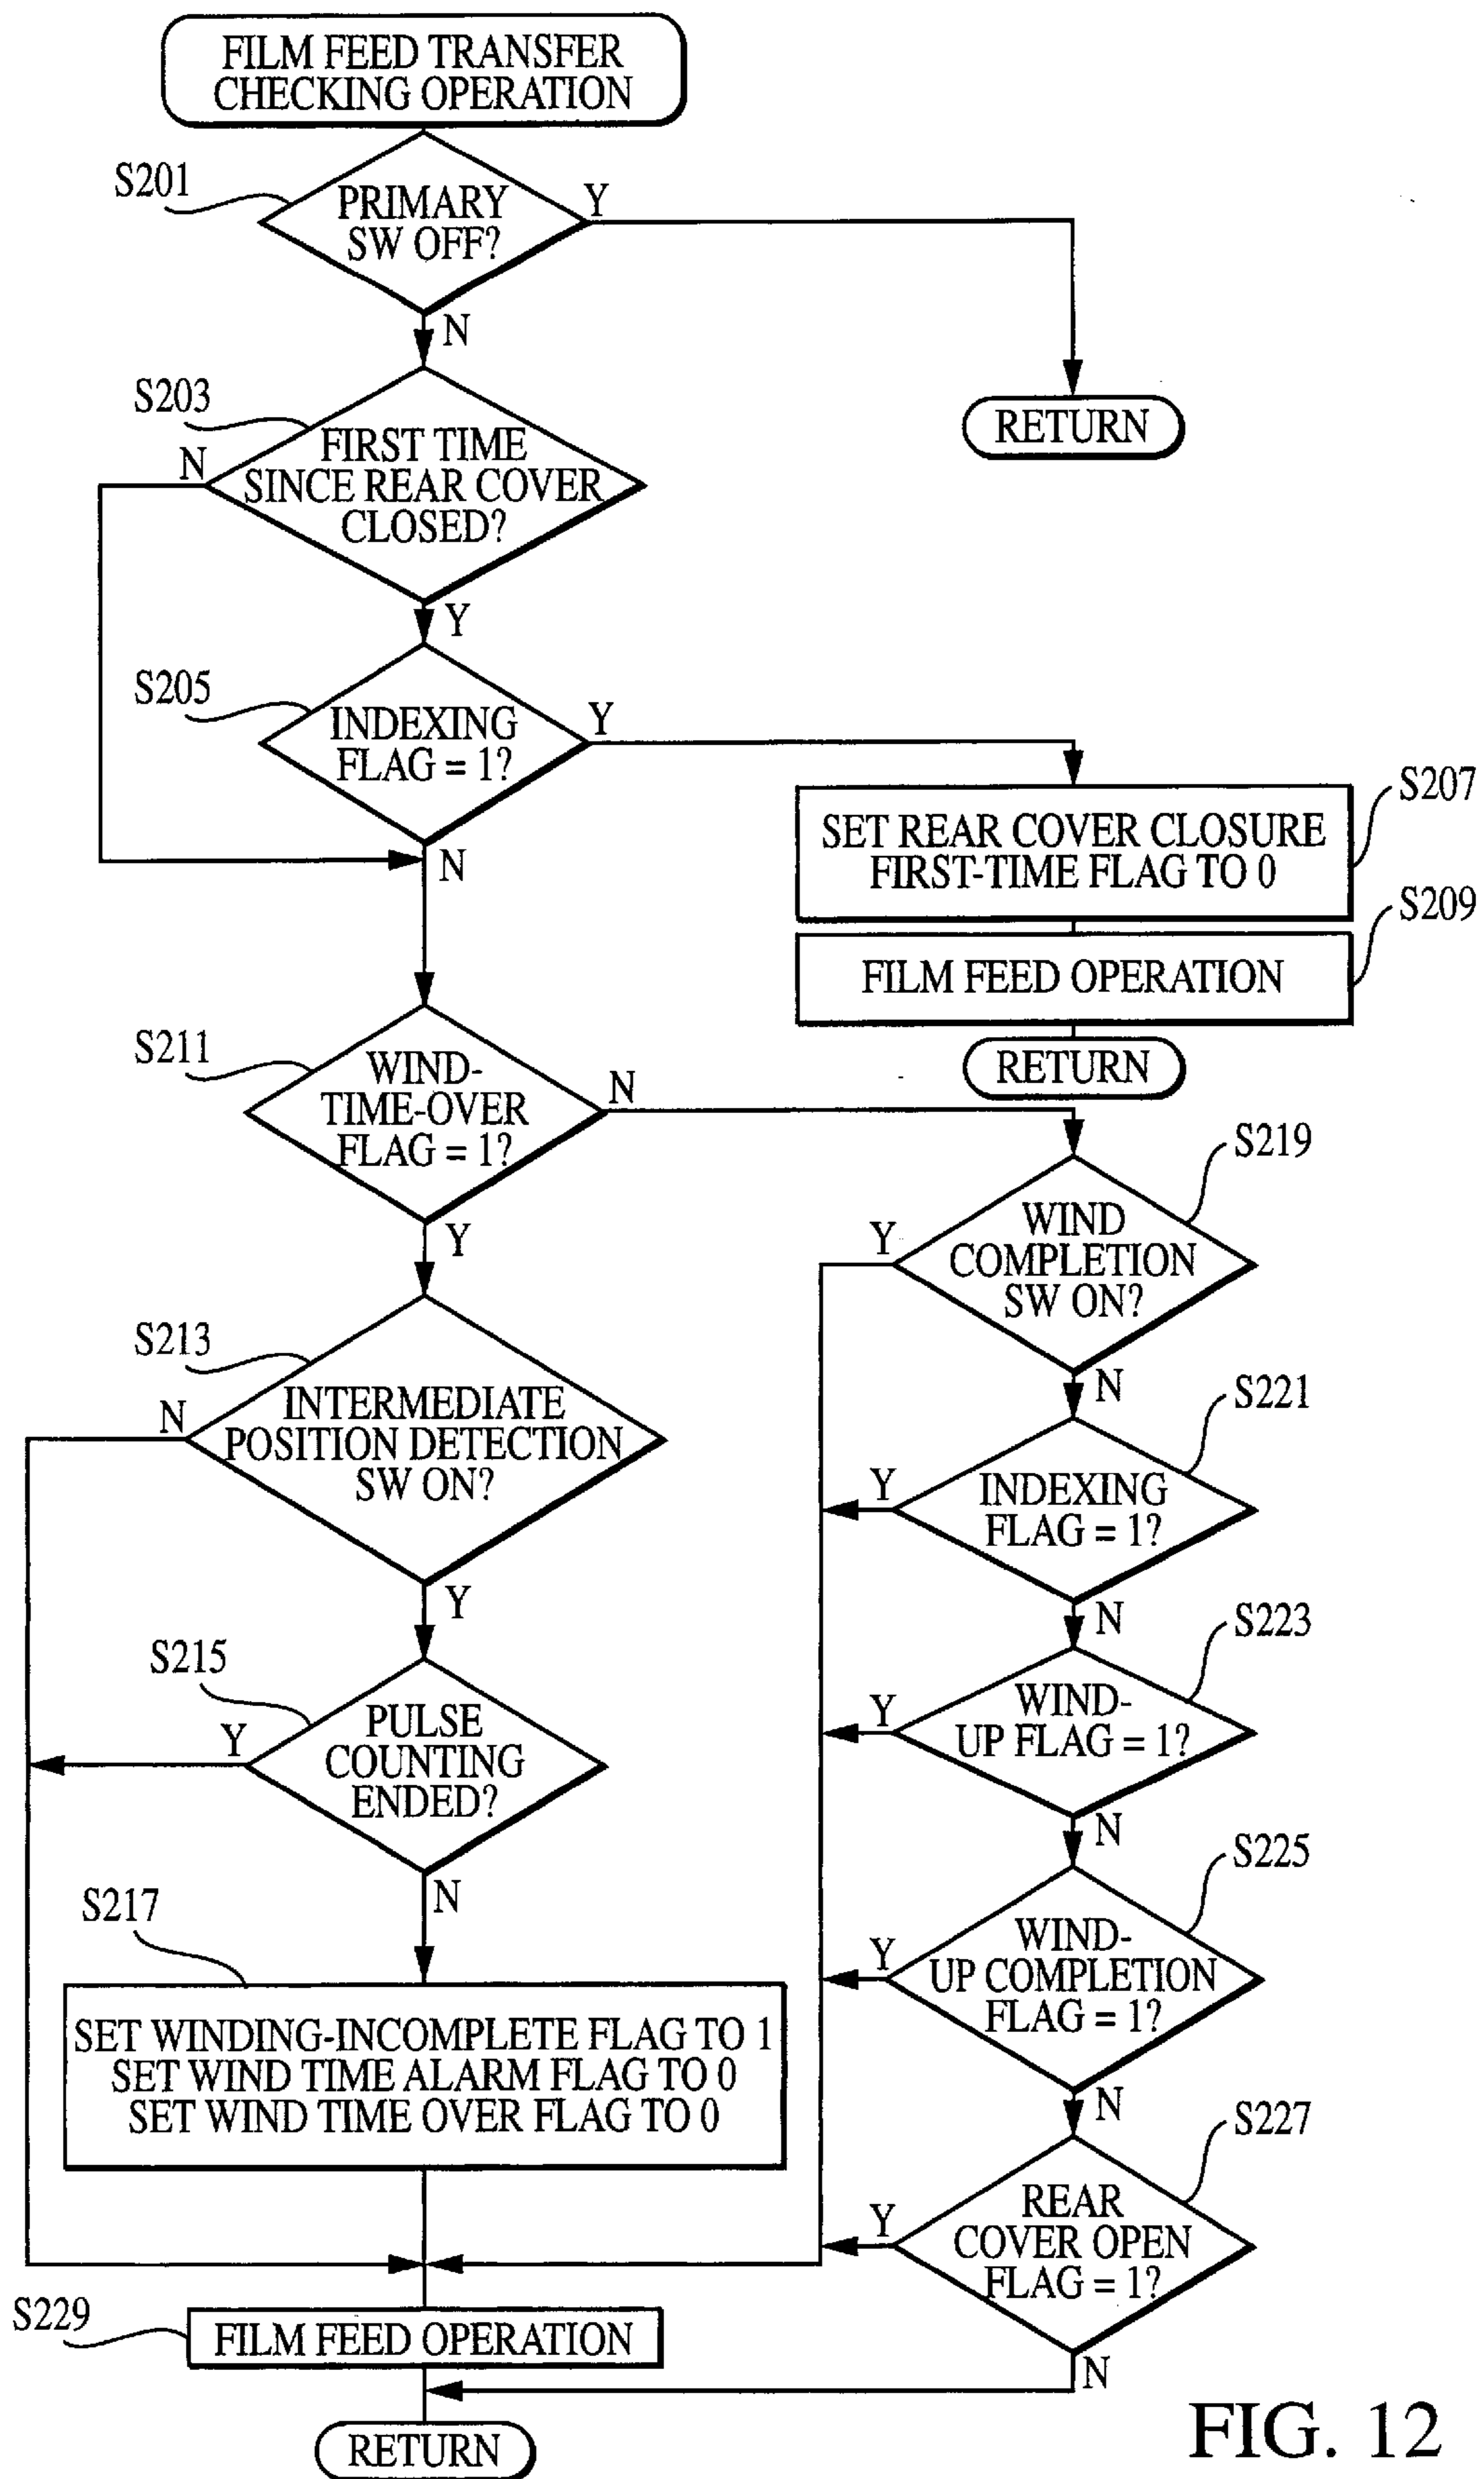 FILM FEED TRANSFER
CHECKING OPERATION
S201
PRIMARY
SW OFF?
Y
N
RETURN
S203
FIRST TIME
SINCE REAR COVER
CLOSED?
N
Y
S205
INDEXING
FLAG = 1?
Y
N
S207
SET REAR COVER CLOSURE
FIRST-TIME FLAG TO 0
S209
FILM FEED OPERATION
RETURN
S211
WIND-
TIME-OVER
FLAG = 1?
N
Y
S213
INTERMEDIATE
POSITION DETECTION
SW ON?
N
Y
S215
PULSE
COUNTING
ENDED?
Y
N
S217
SET WINDING-INCOMPLETE FLAG TO 1
SET WIND TIME ALARM FLAG TO 0
SET WIND TIME OVER FLAG TO 0
S219
WIND
COMPLETION
SW ON?
Y
N
S221
INDEXING
FLAG = 1?
Y
N
S223
WIND-
UP FLAG = 1?
Y
N
S225
WIND-
UP COMPLETION
FLAG = 1?
Y
N
S227
REAR
COVER OPEN
FLAG = 1?
Y
N
S229
FILM FEED OPERATION
RETURN
FIG. 12